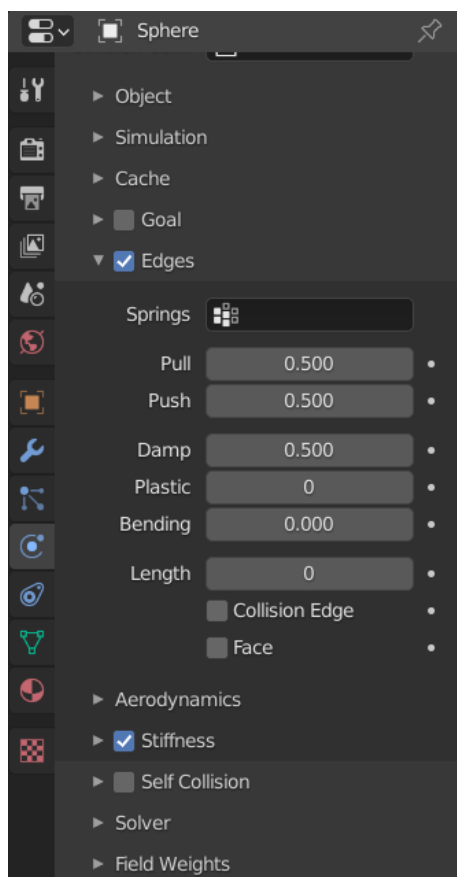 Sphere
Object
Simulation
Cache
Goal
Edges
Springs
Pull 0.500
Push 0.500
Damp 0.500
Plastic 0
Bending 0.000
Length 0
Collision Edge
Face
Aerodynamics
Stiffness
Self Collision
Solver
Field Weights